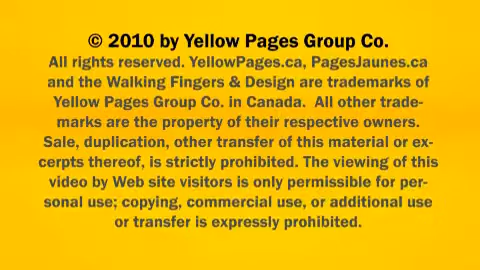 © 2010 by Yellow Pages Group Co.
All rights reserved. YellowPages.ca, PagesJaunes.ca
and the Walking Fingers & Design are trademarks of
Yellow Pages Group Co. in Canada.  All other trade-
marks are the property of their respective owners.
Sale, duplication, other transfer of this material or ex-
cerpts thereof, is strictly prohibited. The viewing of this
video by Web site visitors is only permissible for per-
sonal use; copying, commercial use, or additional use
or transfer is expressly prohibited.